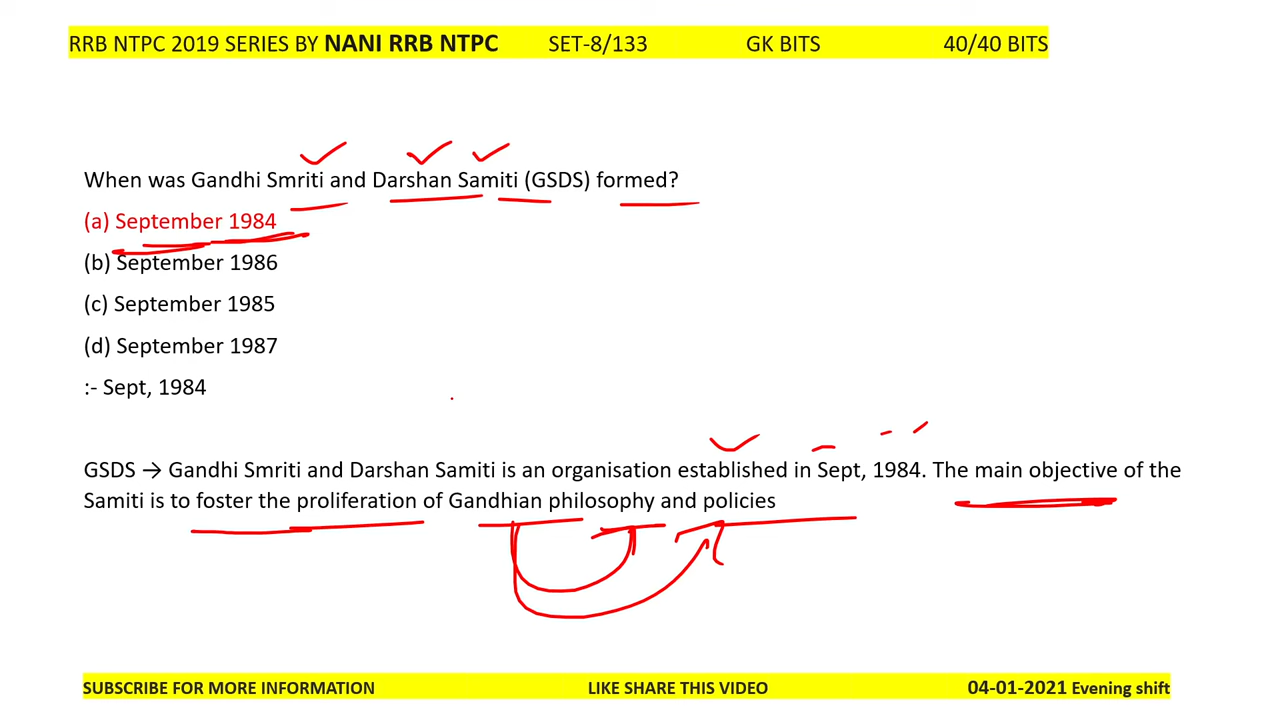 RRB NTPC 2019 SERIES BY NANI RRB NTPC SET-8/133 GK BITS 40/40 BITS
When was Gandhi Smriti and Darshan Samiti (GSDS) formed?
(a) September 1984
(b) September 1986
(c) September 1985
(d) September 1987
:- Sept, 1984
GSDS → Gandhi Smriti and Darshan Samiti is an organisation established in Sept, 1984. The main objective of the
Samiti is to foster the proliferation of Gandhian philosophy and policies
SUBSCRIBE FOR MORE INFORMATION LIKE SHARE THIS VIDEO 04-01-2021 Evening shift